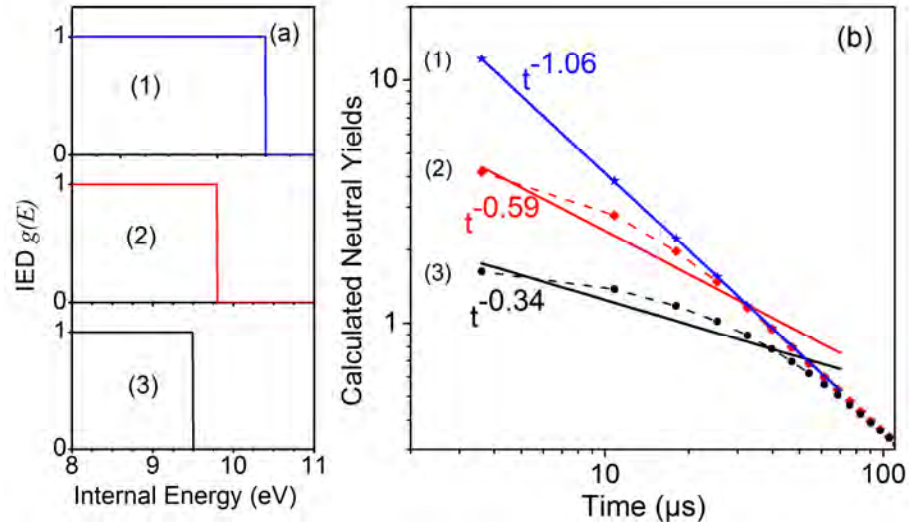 (a)
1
(1)
0
1
(2)
0
1
(3)
0
8 9 10 11
Internal Energy (eV)
IED g(E)
(b)
(1)
t^-1.06
10
(2)
t^-0.59
(3)
t^-0.34
1
10 100
Time (µs)
Calculated Neutral Yields